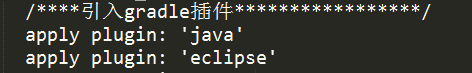 /****引入gradle插件*****************/
apply plugin: 'java'
apply plugin: 'eclipse'